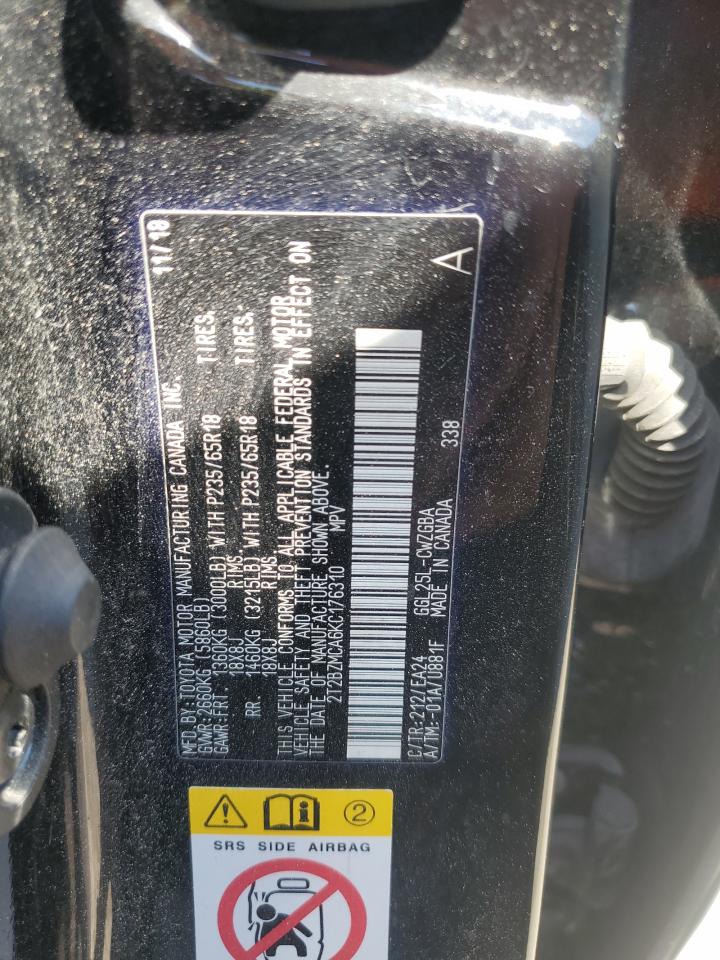 MFD. BY: TOYOTA MOTOR MANUFACTURING CANADA INC. 11/18
GVWR:2660KG (5860LB)
GAWR:FRT. 1360KG (3000LB) WITH P235/65R18 TIRES.
18X8J RIMS
RR. 1460KG (3215LB) WITH P235/65R18 TIRES.
18X8J RIMS
THIS VEHICLE CONFORMS TO ALL APPLICABLE FEDERAL MOTOR
VEHICLE SAFETY AND THEFT PREVENTION STANDARDS IN EFFECT ON
THE DATE OF MANUFACTURE, SHOWN ABOVE.
2T2BZMCA6KC176310 MPV
C/TR:212/EA24 GGL25L-CWZGBA
A/TM:-01A/U881F MADE IN CANADA 338
A
2
SRS SIDE AIRBAG